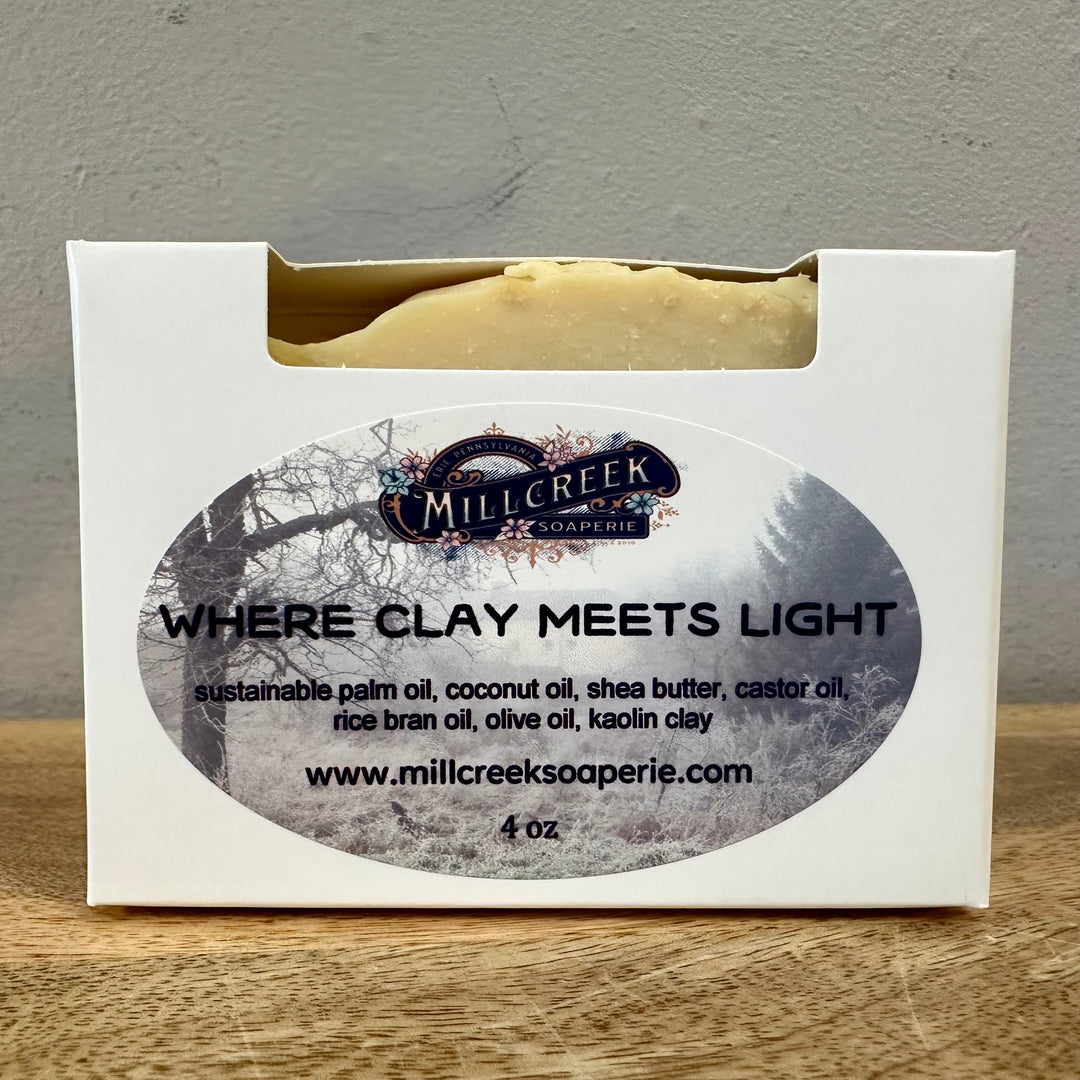 ERIE PENNSYLVANIA
MILLCREEK
SOAPERIE
WHERE CLAY MEETS LIGHT
sustainable palm oil, coconut oil, shea butter, castor oil,
rice bran oil, olive oil, kaolin clay
www.millcreeksoaperie.com
4 oz